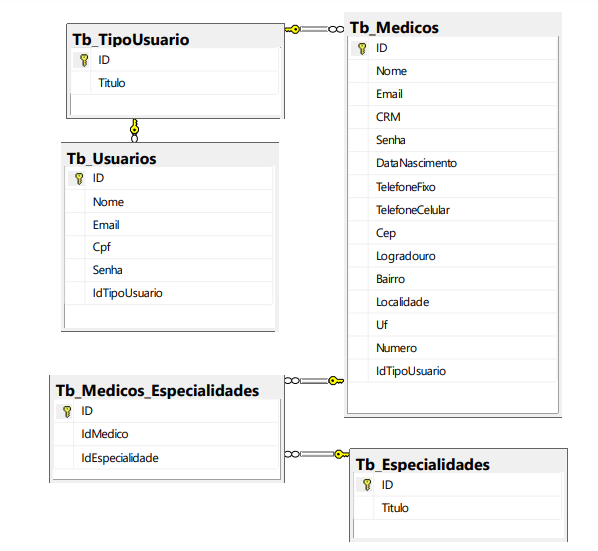 Tb_TipoUsuario
ID
Titulo
Tb_Usuarios
ID
Nome
Email
Cpf
Senha
IdTipoUsuario
Tb_Medicos
ID
Nome
Email
CRM
Senha
DataNascimento
TelefoneFixo
TelefoneCelular
Cep
Logradouro
Bairro
Localidade
Uf
Numero
IdTipoUsuario
Tb_Medicos_Especialidades
ID
IdMedico
IdEspecialidade
Tb_Especialidades
ID
Titulo